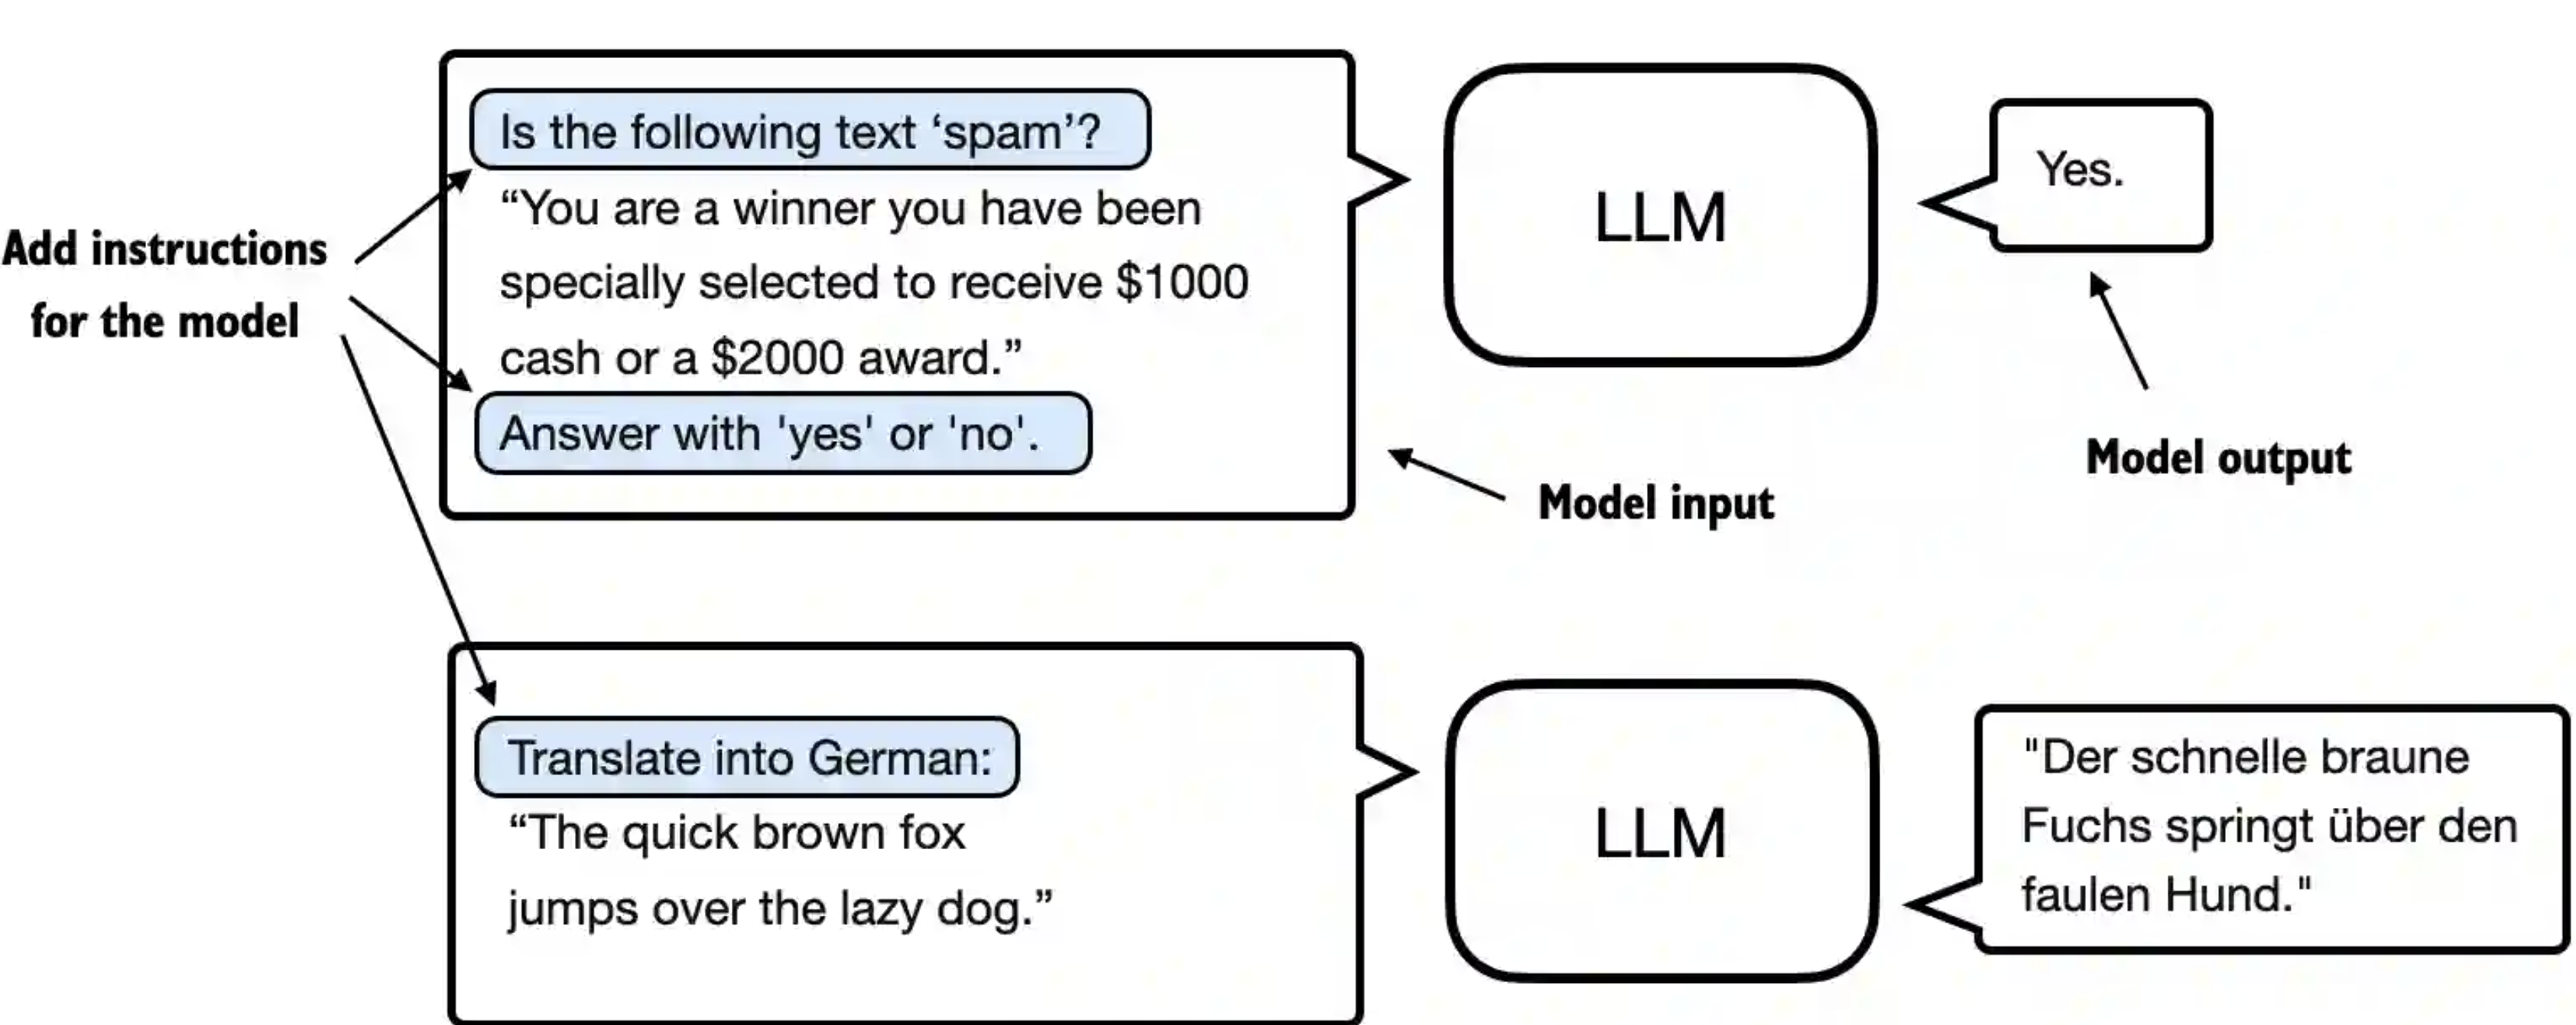 Is the following text ‘spam’?
“You are a winner you have been
specially selected to receive $1000
cash or a $2000 award.”
Answer with 'yes' or 'no'.
Add instructions
for the model
LLM
Yes.
Model input
Model output
Translate into German:
“The quick brown fox
jumps over the lazy dog.”
LLM
"Der schnelle braune
Fuchs springt über den
faulen Hund."